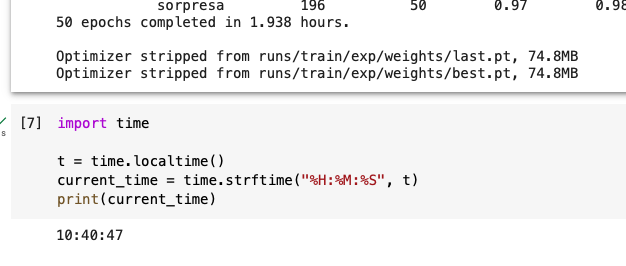 sorpresa 196 50 0.97 0.98
50 epochs completed in 1.938 hours.
Optimizer stripped from runs/train/exp/weights/last.pt, 74.8MB
Optimizer stripped from runs/train/exp/weights/best.pt, 74.8MB
[7] import time
s
t = time.localtime()
current_time = time.strftime("%H:%M:%S", t)
print(current_time)
10:40:47